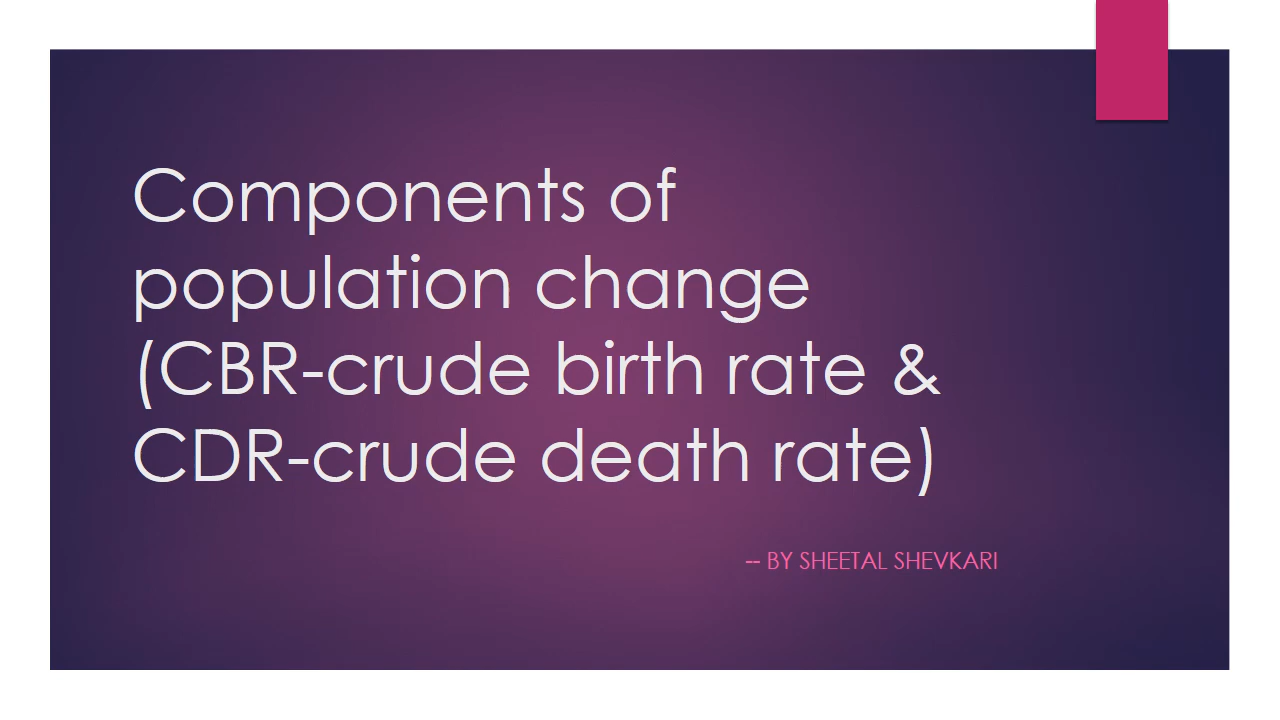 Components of
population change
(CBR-crude birth rate &
CDR-crude death rate)
-- BY SHEETAL SHEVKARI